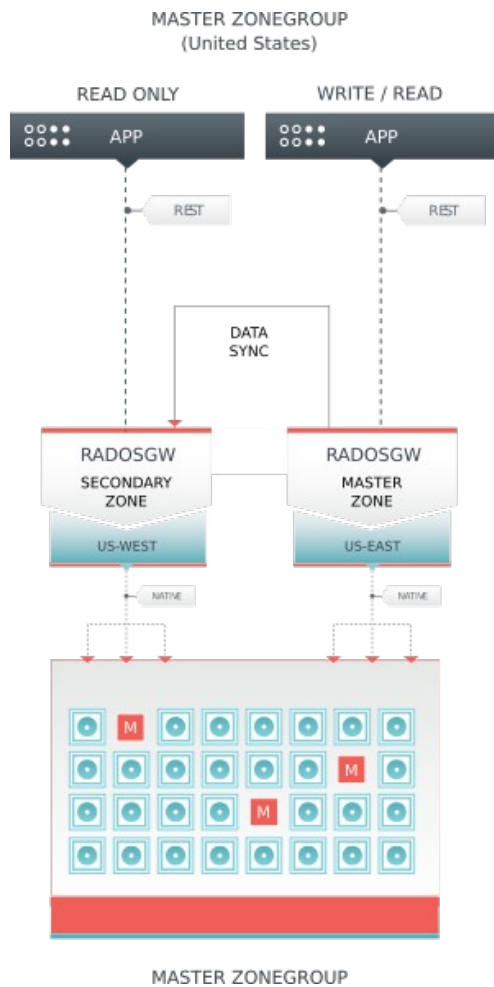 MASTER ZONEGROUP
(United States)
READ ONLY
WRITE / READ
APP
APP
REST
REST
DATA
SYNC
RADOSGW
SECONDARY
ZONE
US-WEST
RADOSGW
MASTER
ZONE
US-EAST
NATIVE
NATIVE
M
M
M
MASTER ZONEGROUP